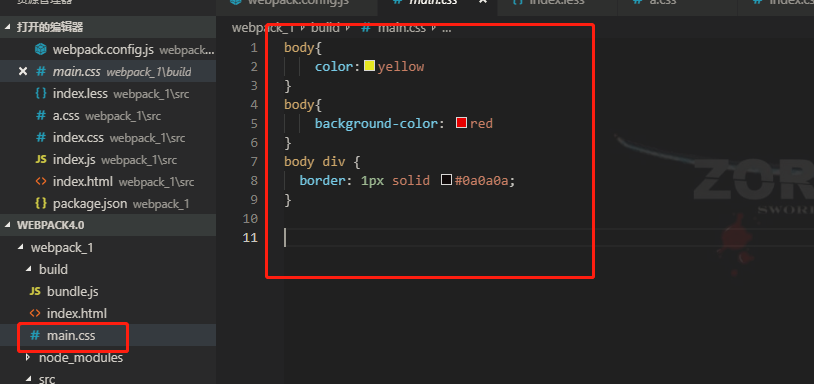 资源管理器
打开的编辑器
webpack.config.js webpack_...
main.css webpack_1\build
index.less webpack_1\src
a.css webpack_1\src
index.css webpack_1\src
JS index.js webpack_1\src
index.html webpack_1\src
package.json webpack_1
WEBPACK4.0
webpack_1
build
JS bundle.js
index.html
# main.css
node_modules
src
webpack.config.js
main.css
index.less
a.css
webpack_1 build # main.css ...
1 body{
2 color: yellow
3 }
4 body{
5 background-color: red
6 }
7 body div {
8 border: 1px solid #0a0a0a;
9 }
10
11
ZOR
SWOR